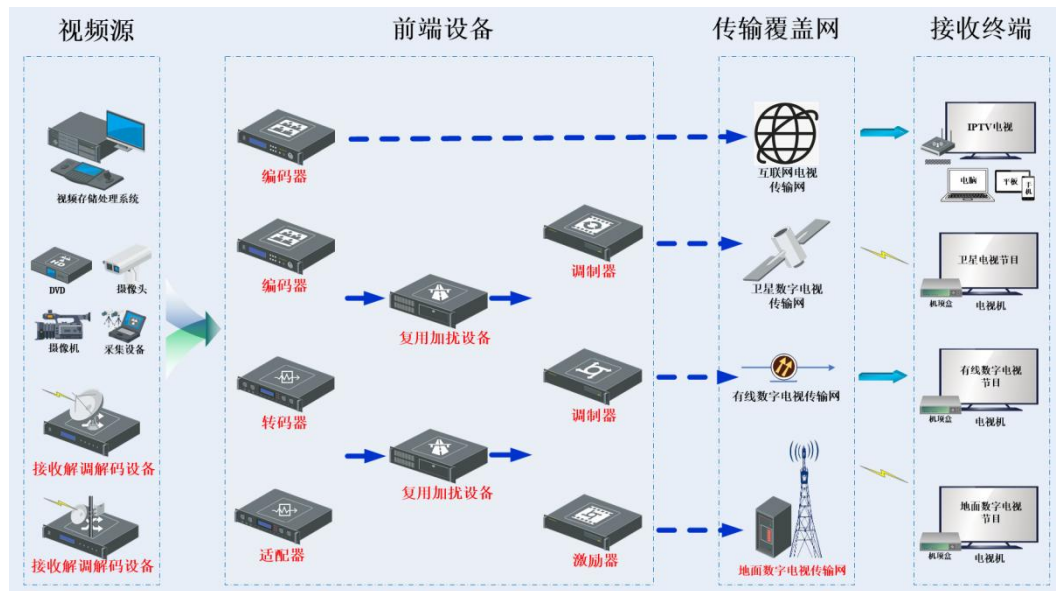 视频源
前端设备
传输覆盖网
接收终端
视频存储处理系统
DVD
摄像头
摄像机
采集设备
接收解调解码设备
接收解调解码设备
编码器
编码器
复用加扰设备
转码器
复用加扰设备
适配器
调制器
调制器
激励器
互联网电视
传输网
卫星数字电视
传输网
有线数字电视传输网
地面数字电视传输网
IPTV电视
电脑
平板
手机
卫星电视节目
机顶盒
电视机
有线数字电视
节目
机顶盒
电视机
地面数字电视
节目
机顶盒
电视机